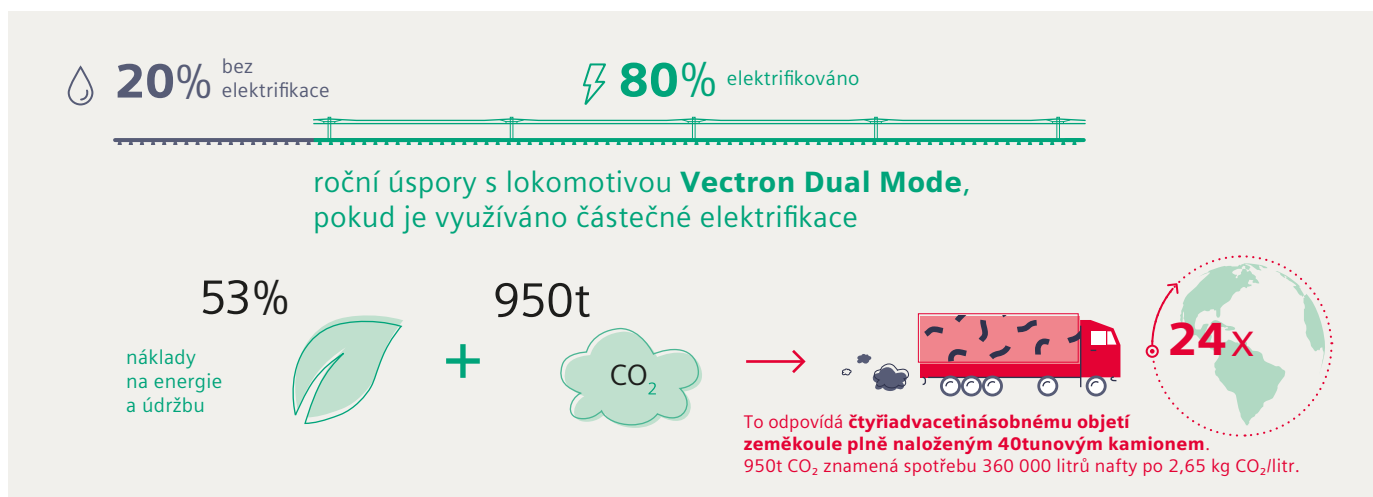 20% bez
elektrifikace
80% elektrifikováno
roční úspory s lokomotivou Vectron Dual Mode,
pokud je využíváno částečné elektrifikace
53%
náklady
na energie
a údržbu
+
950t
CO₂
24x
To odpovídá čtyřiadvacetinásobnému objetí
zeměkoule plně naloženým 40tunovým kamionem.
950t CO₂ znamená spotřebu 360 000 litrů nafty po 2,65 kg CO₂/litr.